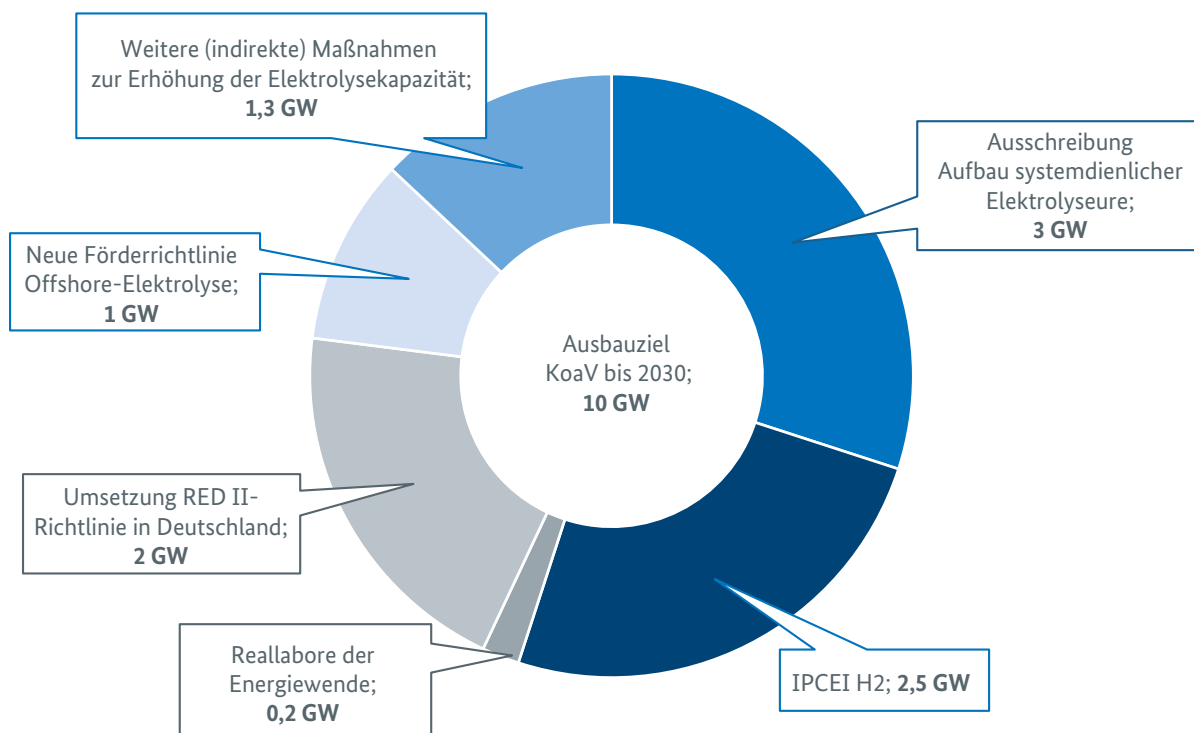 Weitere (indirekte) Maßnahmen
zur Erhöhung der Elektrolysekapazität;
1,3 GW
Ausschreibung
Aufbau systemdienlicher
Elektrolyseure;
3 GW
Neue Förderrichtlinie
Offshore-Elektrolyse;
1 GW
Ausbauziel
KoaV bis 2030;
10 GW
Umsetzung RED II-
Richtlinie in Deutschland;
2 GW
Reallabore der
Energiewende;
0,2 GW
IPCEI H2; 2,5 GW